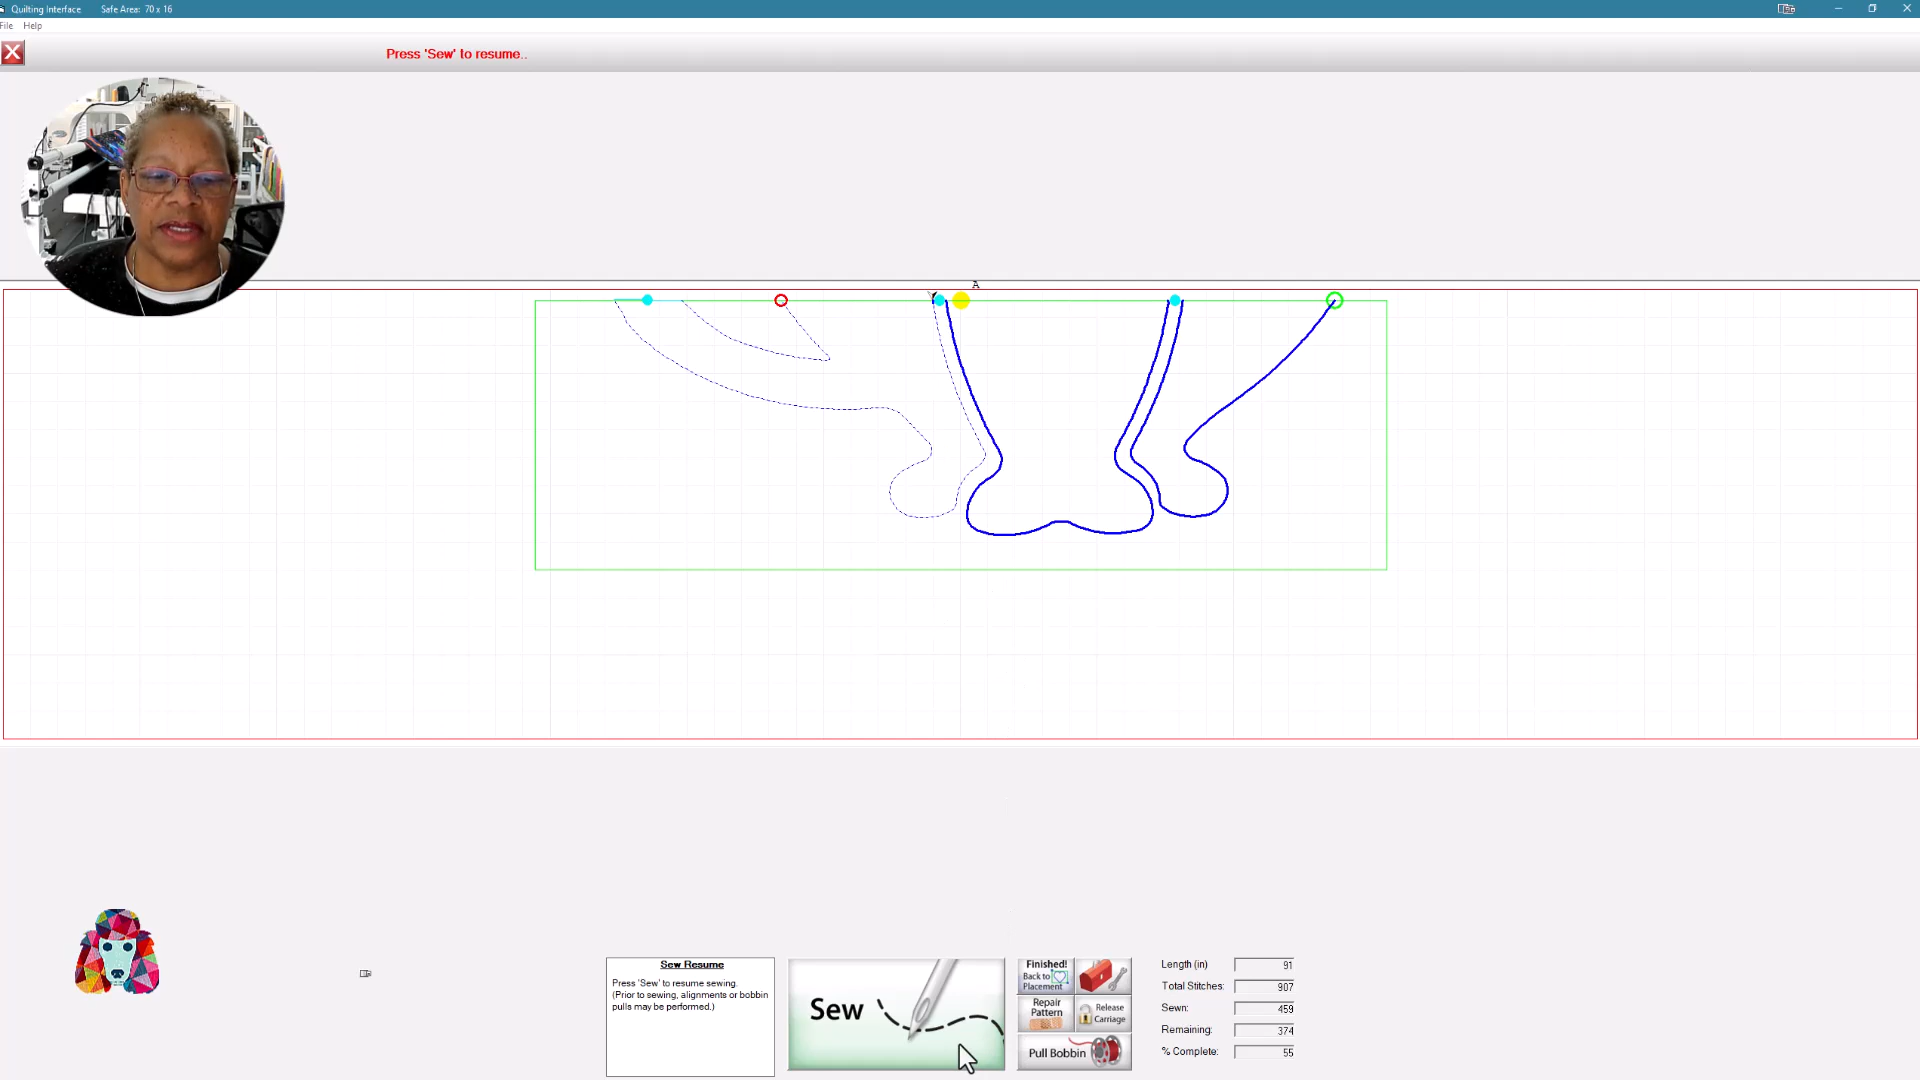 Quilting Interface Safe Area: 70 x 16
File Help
Press 'Sew' to resume..
A
Sew Resume
Press 'Sew' to resume sewing.
(Prior to sewing, alignments or bobbin
pulls may be performed.)
Sew
Finished!
Back to
Placement
Repair
Pattern
Release
Carriage
Pull Bobbin
Length (in) 91
Total Stitches: 907
Sewn: 459
Remaining: 374
% Complete: 55